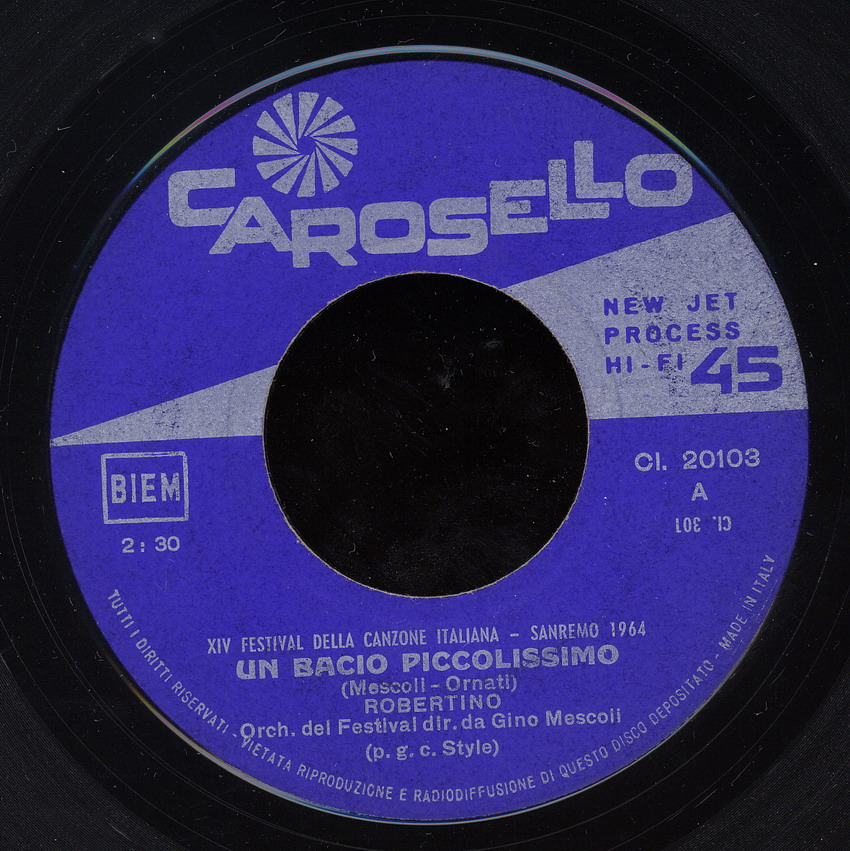 CAROSELLO
NEW JET
PROCESS
HI-FI 45
BIEM
2:30
CI. 20103
A
CI. 301
XIV FESTIVAL DELLA CANZONE ITALIANA – SANREMO 1964
UN BACIO PICCOLISSIMO
(Mescoli - Ornati)
ROBERTINO
Orch. del Festival dir. da Gino Mescoli
(p. g. c. Style)
TUTTI I DIRITTI RISERVATI - VIETATA RIPRODUZIONE E RADIODIFFUSIONE DI QUESTO DISCO DEPOSITATO - MADE IN ITALY